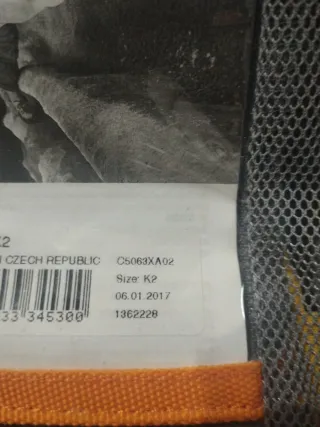 K2
CZECH REPUBLIC C5063XA02
Size: K2
06.01.2017
33 345300 1362228